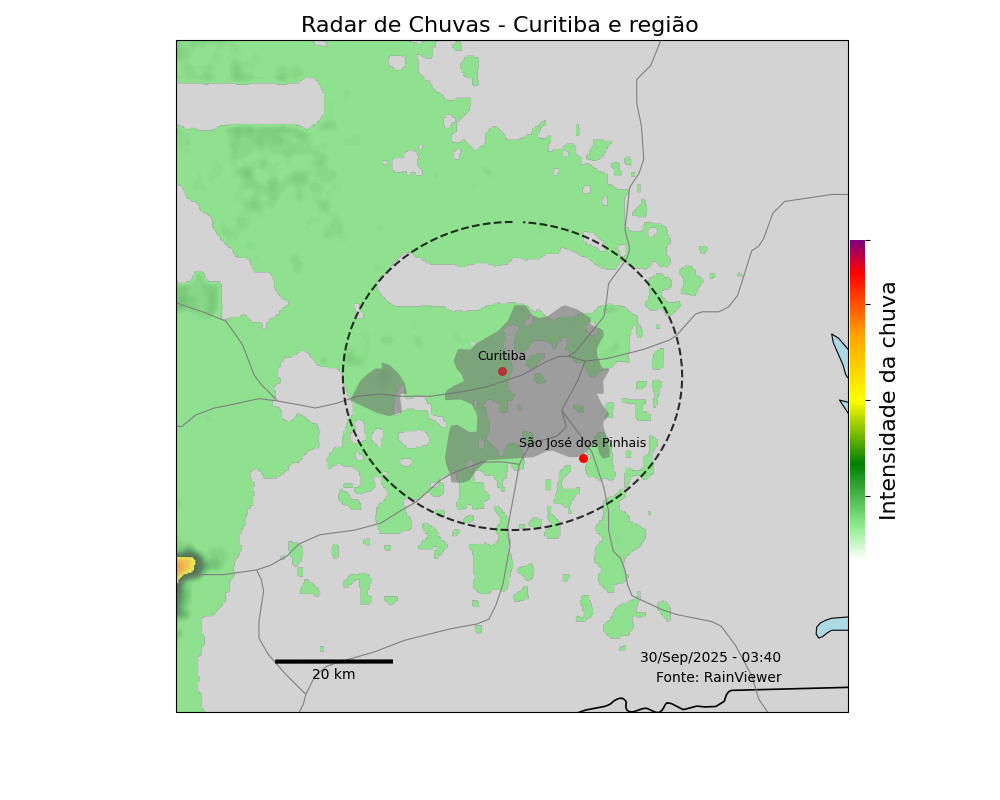 Radar de Chuvas - Curitiba e região
Curitiba
São José dos Pinhais
Intensidade da chuva
20 km
30/Sep/2025 - 03:40
Fonte: RainViewer